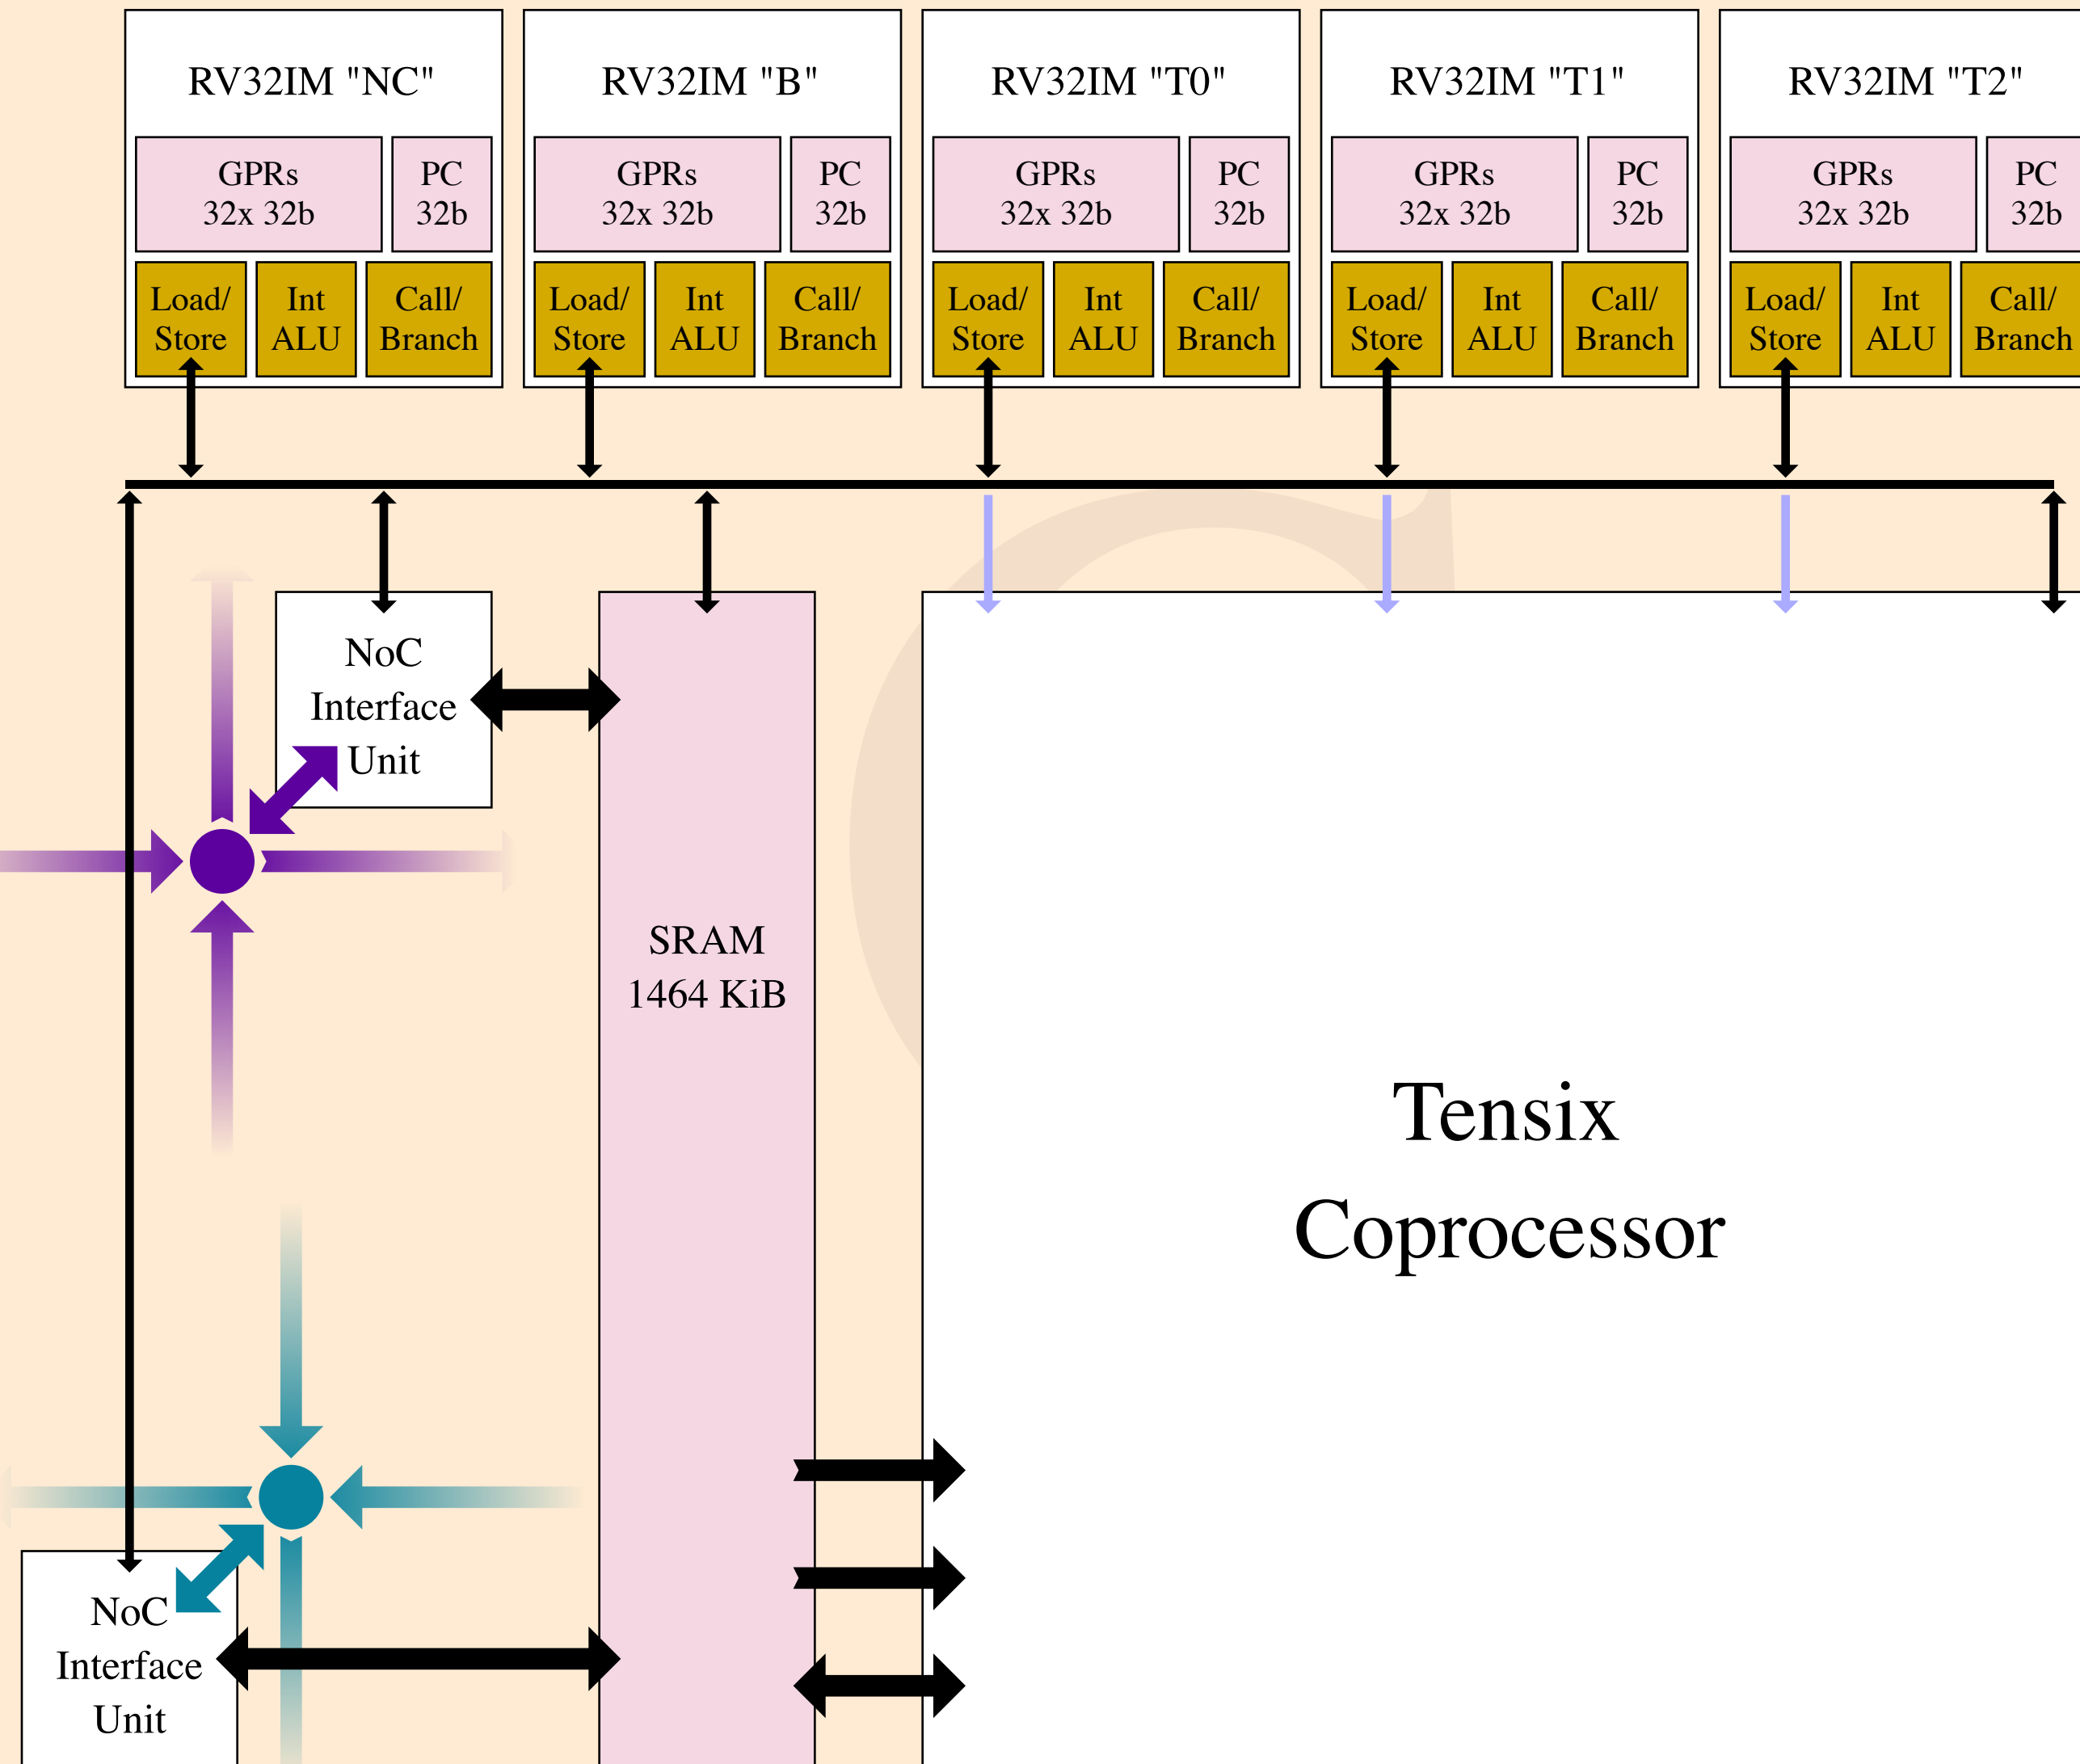 RV32IM "NC"
GPRs
32x 32b
PC
32b
Load/
Store
Int
ALU
Call/
Branch
RV32IM "B"
GPRs
32x 32b
PC
32b
Load/
Store
Int
ALU
Call/
Branch
RV32IM "T0"
GPRs
32x 32b
PC
32b
Load/
Store
Int
ALU
Call/
Branch
RV32IM "T1"
GPRs
32x 32b
PC
32b
Load/
Store
Int
ALU
Call/
Branch
RV32IM "T2"
GPRs
32x 32b
PC
32b
Load/
Store
Int
ALU
Call/
Branch
NoC
Interface
Unit
SRAM
1464 KiB
Tensix
Coprocessor
NoC
Interface
Unit